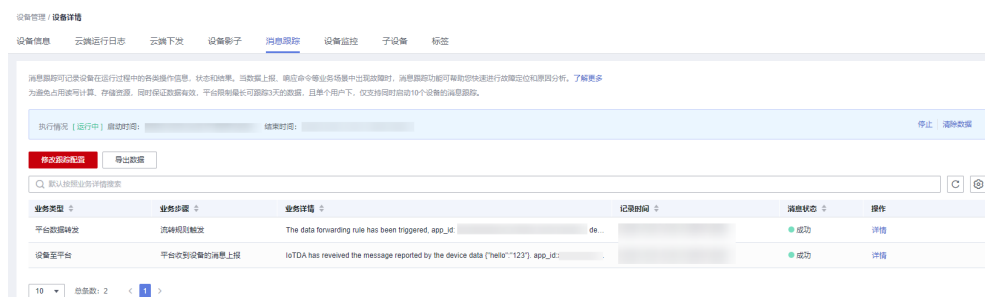 设备管理 / 设备详情
设备信息 云端运行日志 云端下发 设备影子 消息跟踪 设备监控 子设备 标签
消息跟踪可记录设备在运行过程中的各类操作信息、状态和结果。当数据上报、响应命令等业务场景中出现故障时，消息跟踪功能可帮助您快速进行故障定位和原因分析。了解更多
为避免占用读写计算、存储资源，同时保证数据有效，平台限制最长可跟踪3天的数据，且单个用户下，仅支持同时启动10个设备的消息跟踪。
执行情况 [ 运行中 ] 启动时间： 结束时间： 停止 清除数据
修改跟踪配置 导出数据
默认按照业务详情搜索
业务类型 业务步骤 业务详情 记录时间 消息状态 操作
平台数据转发 流转规则触发 The data forwarding rule has been triggered, app_id: de... 成功 详情
设备至平台 平台收到设备的消息上报 IoTDA has reveived the message reported by the device data {"hello":"123"}. app_id: . 成功 详情
10 总条数：2 < 1 >